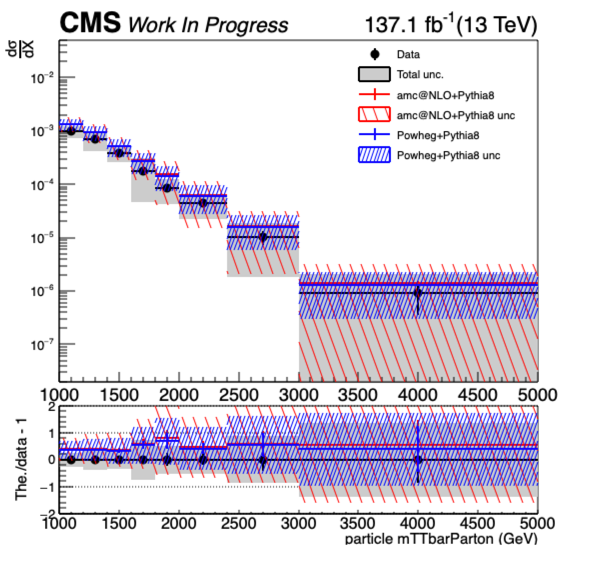 CMS Work In Progress 137.1 fb⁻¹(13 TeV)
dσ
dX
Data
Total unc.
amc@NLO+Pythia8
amc@NLO+Pythia8 unc
Powheg+Pythia8
Powheg+Pythia8 unc
10⁻²
10⁻³
10⁻⁴
10⁻⁵
10⁻⁶
10⁻⁷
1000 1500 2000 2500 3000 3500 4000 4500 5000
The./data - 1
2
1
0
−1
−2
1000 1500 2000 2500 3000 3500 4000 4500 5000
particle mTTbarParton (GeV)